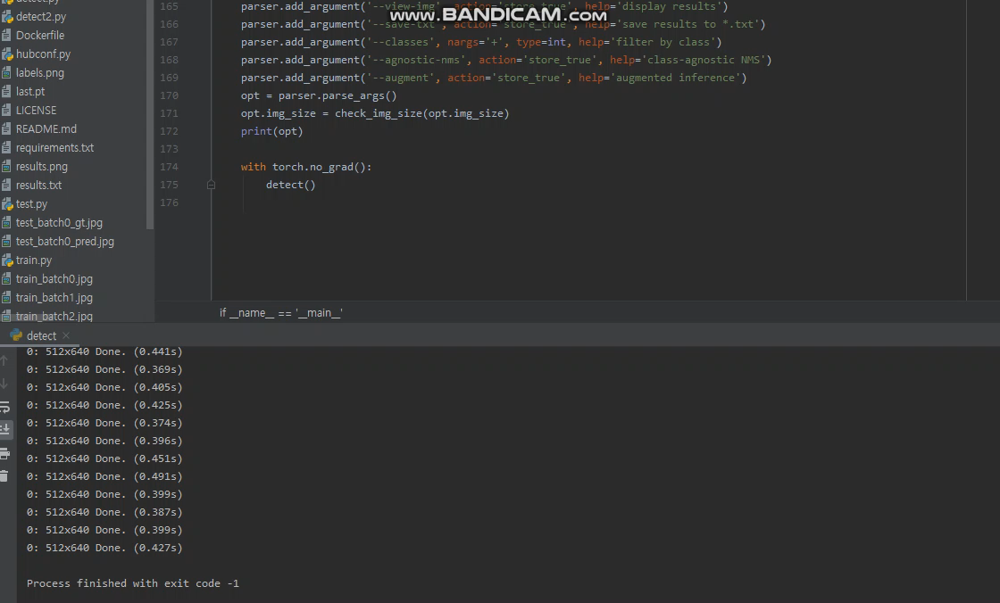 detect.py
detect2.py
Dockerfile
hubconf.py
labels.png
last.pt
LICENSE
README.md
requirements.txt
results.png
results.txt
test.py
test_batch0_gt.jpg
test_batch0_pred.jpg
train.py
train_batch0.jpg
train_batch1.jpg
train_batch2.jpg
www.BANDICAM.com
165 parser.add_argument('--view-img', action='store_true', help='display results')
166 parser.add_argument('--save-txt', action='store_true', help='save results to *.txt')
167 parser.add_argument('--classes', nargs='+', type=int, help='filter by class')
168 parser.add_argument('--agnostic-nms', action='store_true', help='class-agnostic NMS')
169 parser.add_argument('--augment', action='store_true', help='augmented inference')
170 opt = parser.parse_args()
171 opt.img_size = check_img_size(opt.img_size)
172 print(opt)
173
174 with torch.no_grad():
175 detect()
176
if __name__ == '__main__'
detect
0: 512x640 Done. (0.441s)
0: 512x640 Done. (0.369s)
0: 512x640 Done. (0.405s)
0: 512x640 Done. (0.425s)
0: 512x640 Done. (0.374s)
0: 512x640 Done. (0.396s)
0: 512x640 Done. (0.451s)
0: 512x640 Done. (0.491s)
0: 512x640 Done. (0.399s)
0: 512x640 Done. (0.387s)
0: 512x640 Done. (0.399s)
0: 512x640 Done. (0.427s)
Process finished with exit code -1